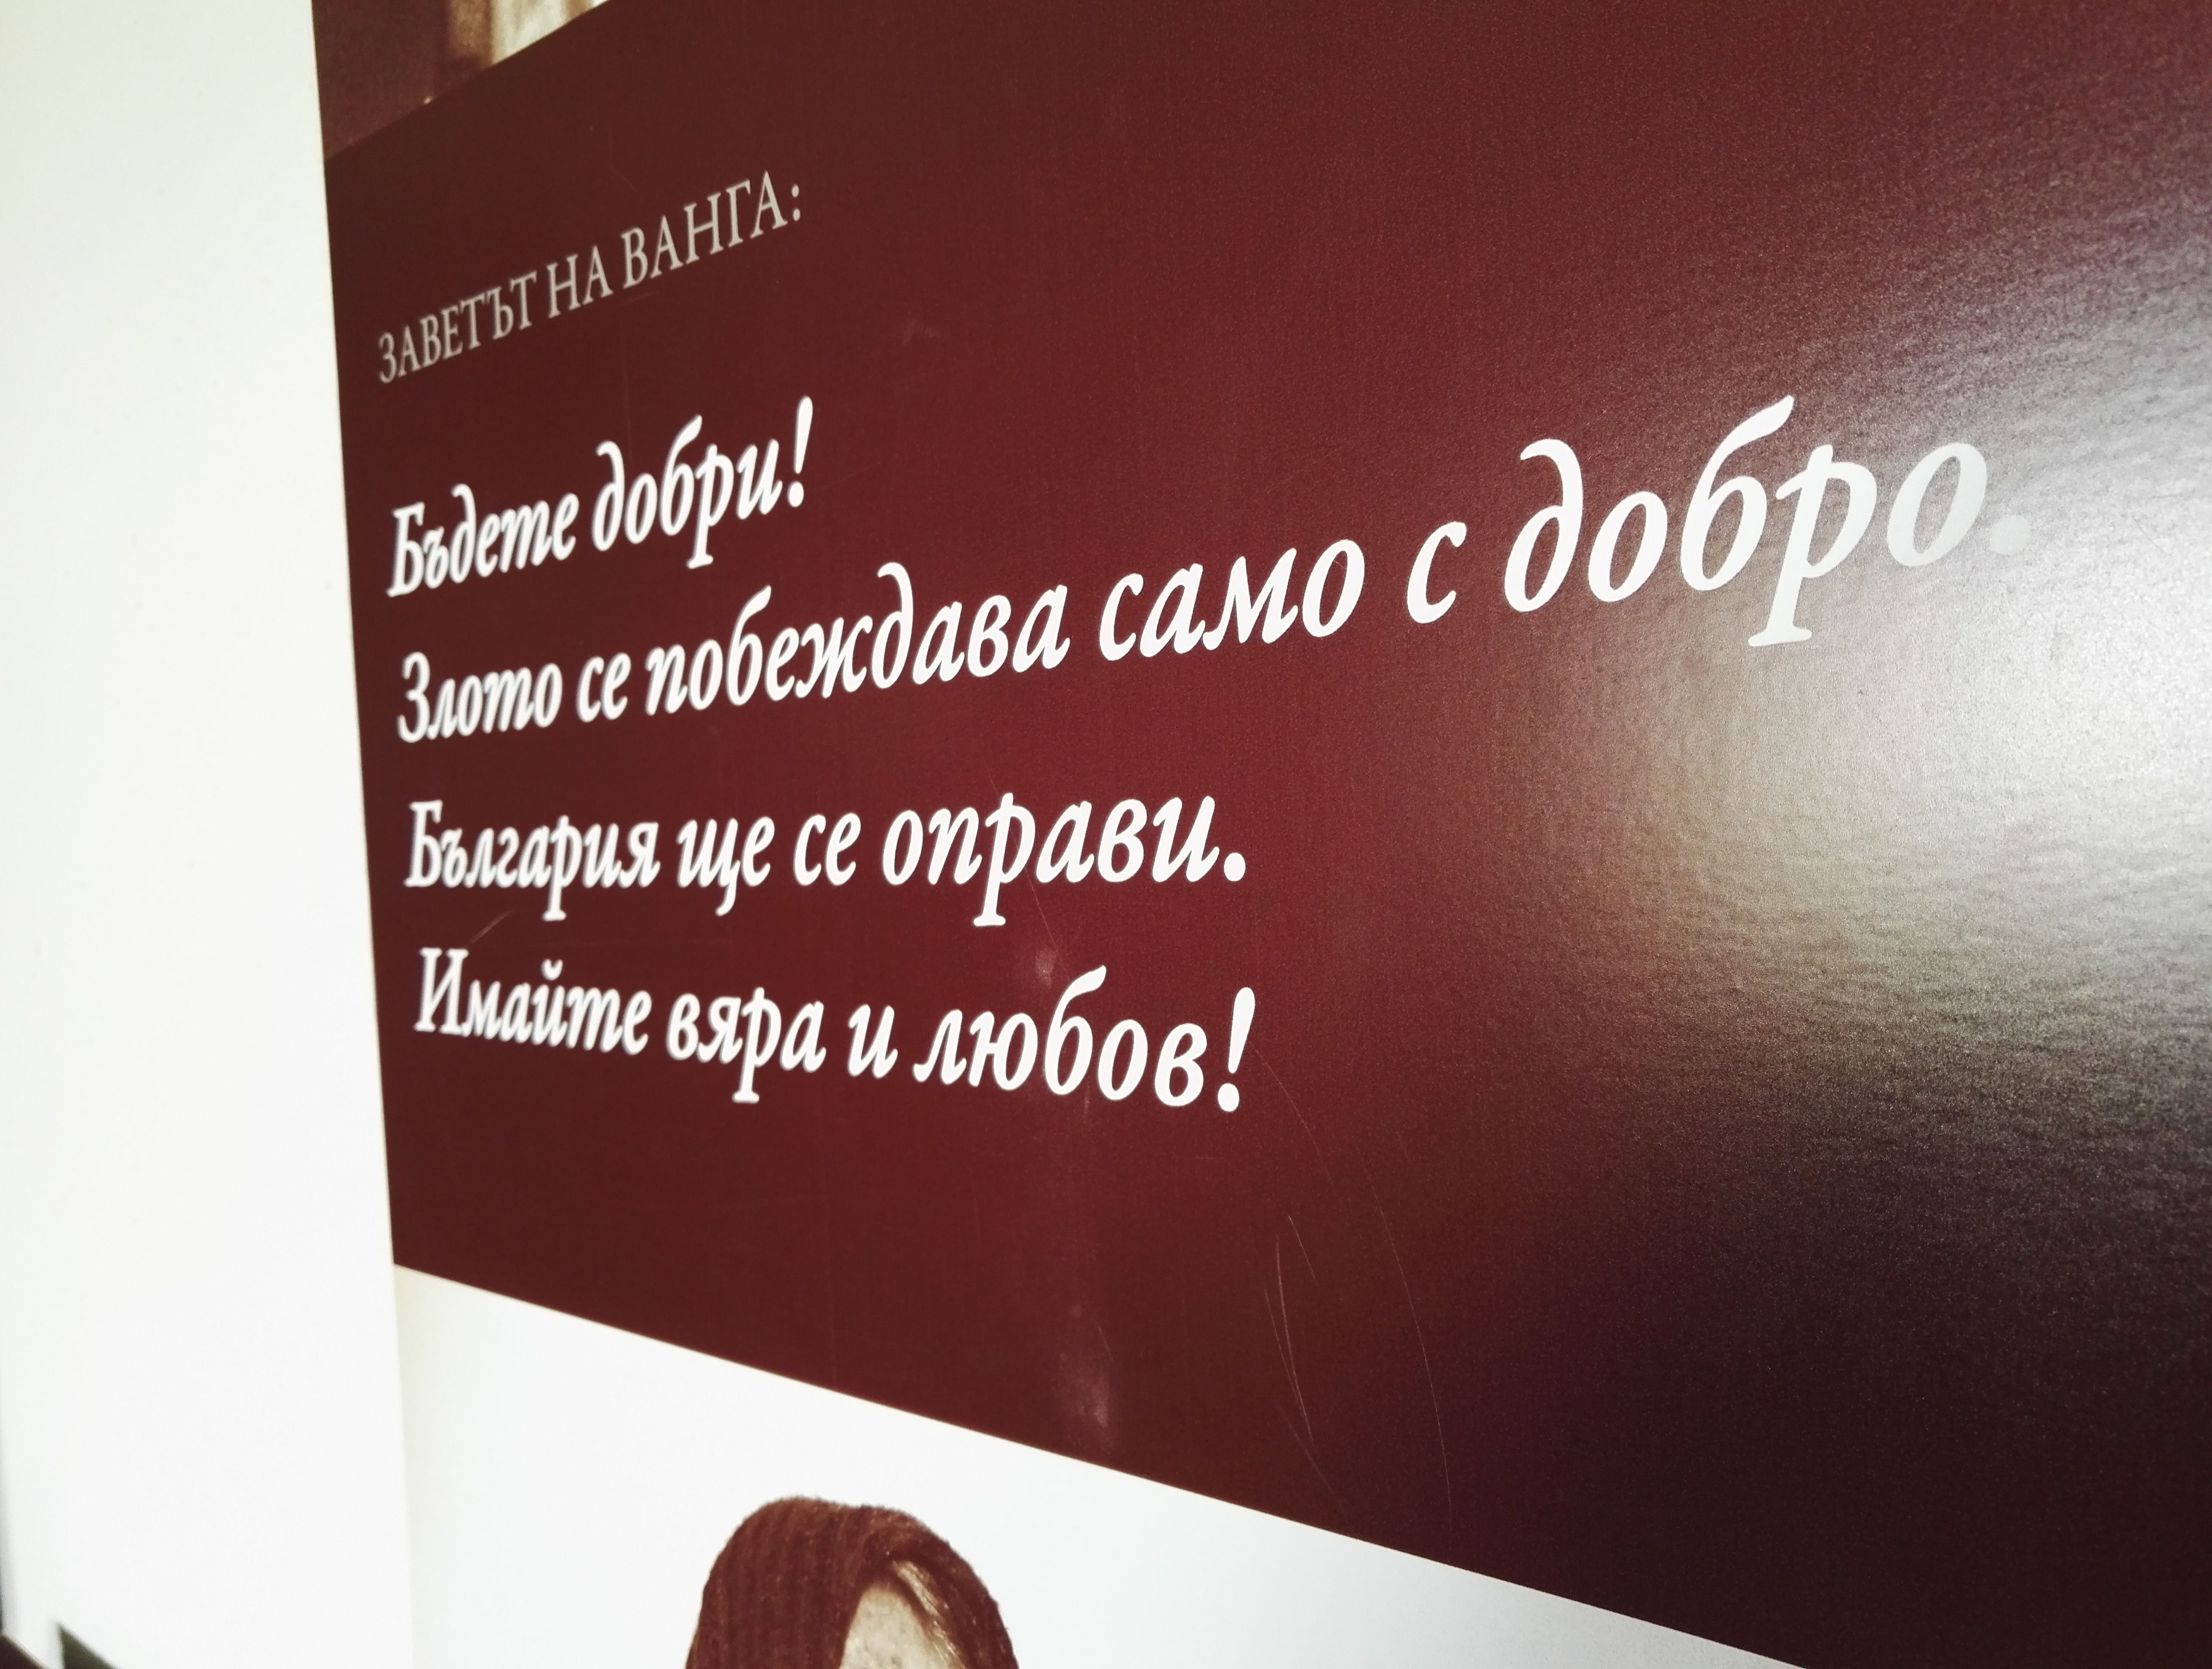 ЗАВЕТЪТ НА ВАНГА:
Бъдете добри!
Злото се побеждава само с добро.
България ще се оправи.
Имайте вяра и любов!